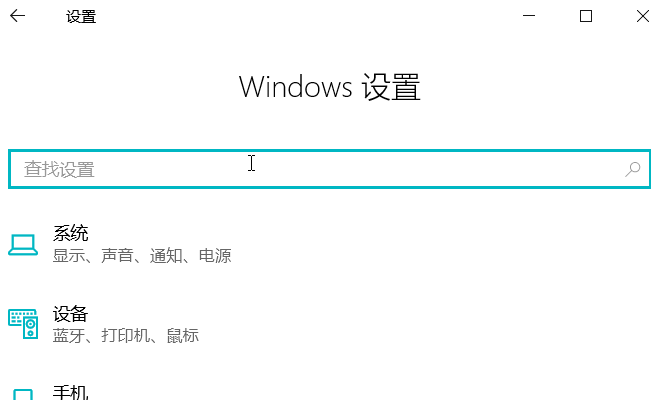 设置
Windows 设置
查找设置
系统
显示、声音、通知、电源
设备
蓝牙、打印机、鼠标
手机